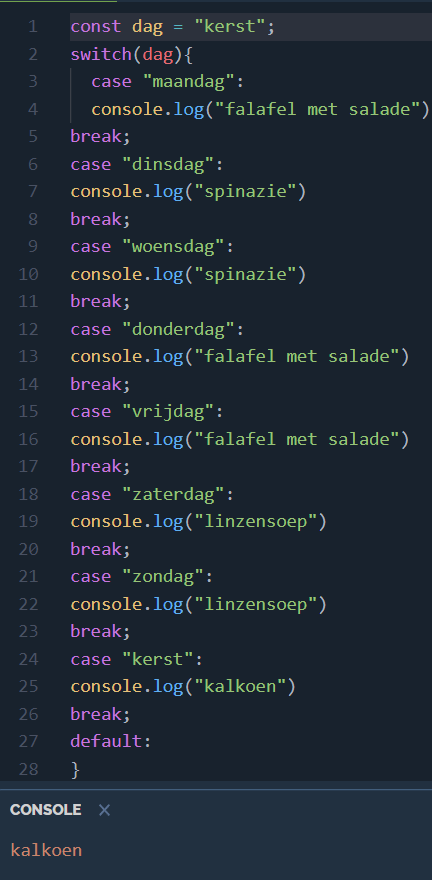 1 const dag = "kerst";
2 switch(dag){
3 case "maandag":
4 console.log("falafel met salade")
5 break;
6 case "dinsdag":
7 console.log("spinazie")
8 break;
9 case "woensdag":
10 console.log("spinazie")
11 break;
12 case "donderdag":
13 console.log("falafel met salade")
14 break;
15 case "vrijdag":
16 console.log("falafel met salade")
17 break;
18 case "zaterdag":
19 console.log("linzensoep")
20 break;
21 case "zondag":
22 console.log("linzensoep")
23 break;
24 case "kerst":
25 console.log("kalkoen")
26 break;
27 default:
28 }
CONSOLE X
kalkoen